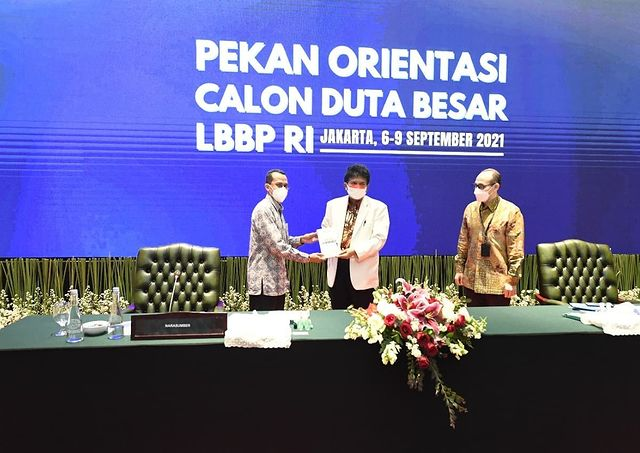 PEKAN ORIENTASI
CALON DUTA BESAR
LBBP RI JAKARTA, 6-9 SEPTEMBER 2021
NARASUMBER